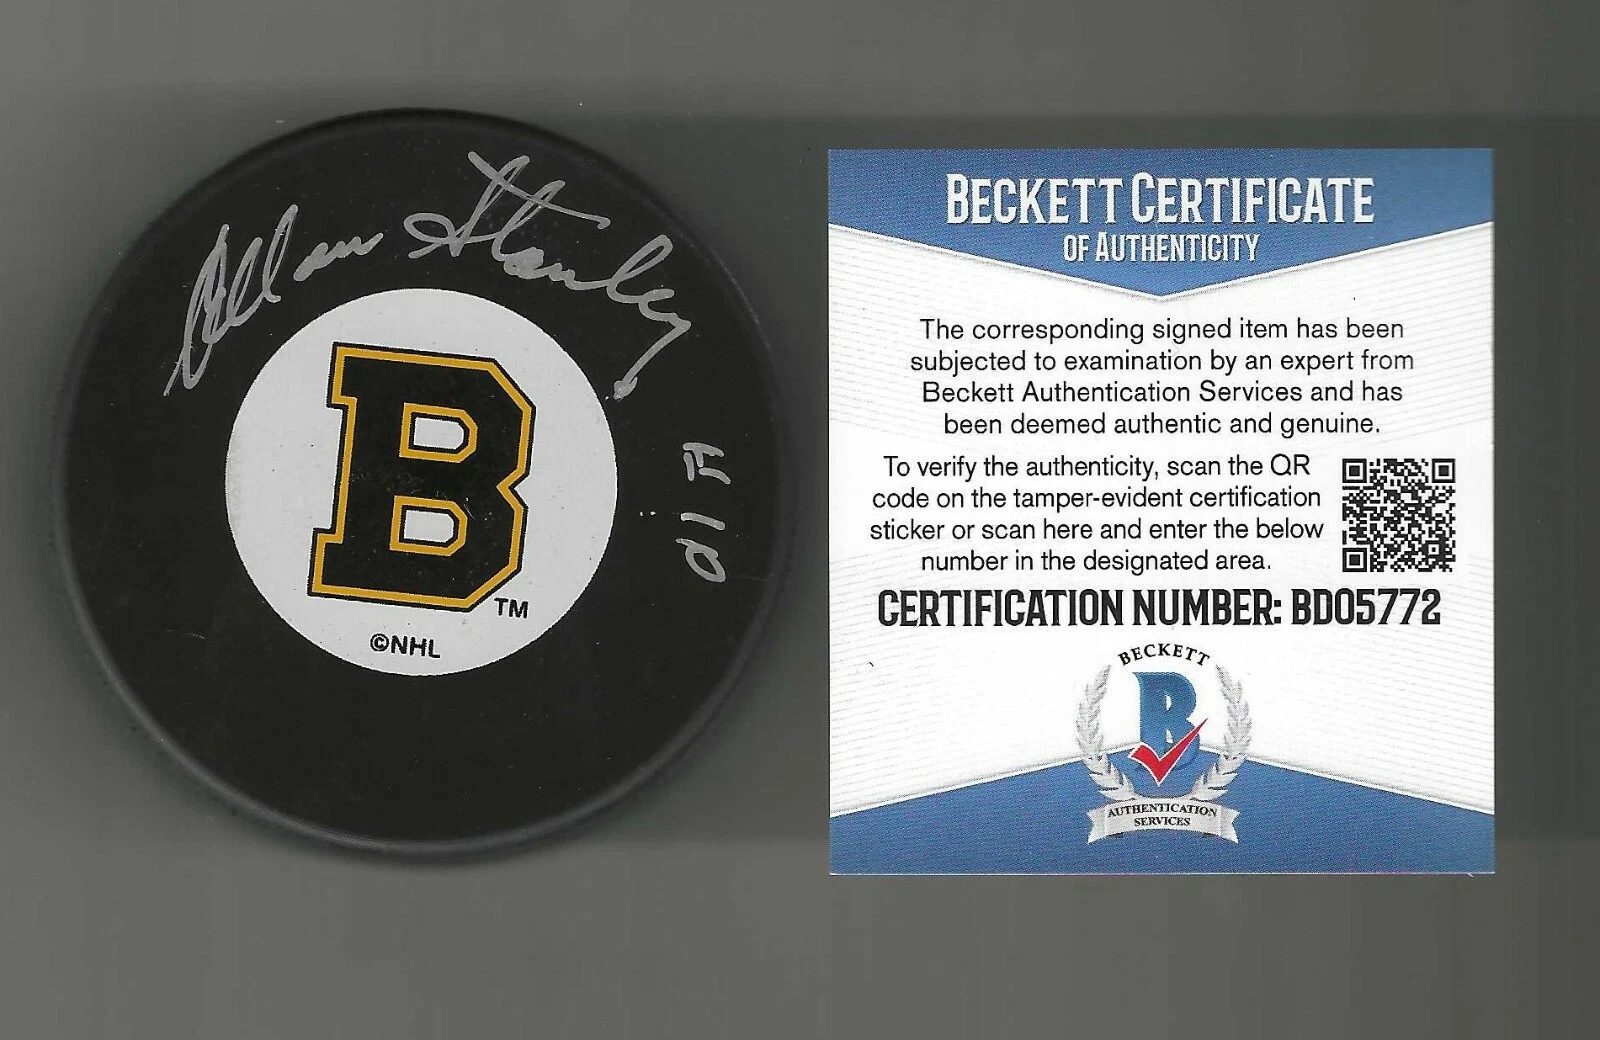 Allan Stanley
# 10
B
TM
©NHL
BECKETT CERTIFICATE
OF AUTHENTICITY
The corresponding signed item has been
subjected to examination by an expert from
Beckett Authentication Services and has
been deemed authentic and genuine.
To verify the authenticity, scan the QR
code on the tamper-evident certification
sticker or scan here and enter the below
number in the designated area.
CERTIFICATION NUMBER: BD05772
BECKETT
B
AUTHENTICATION
SERVICES